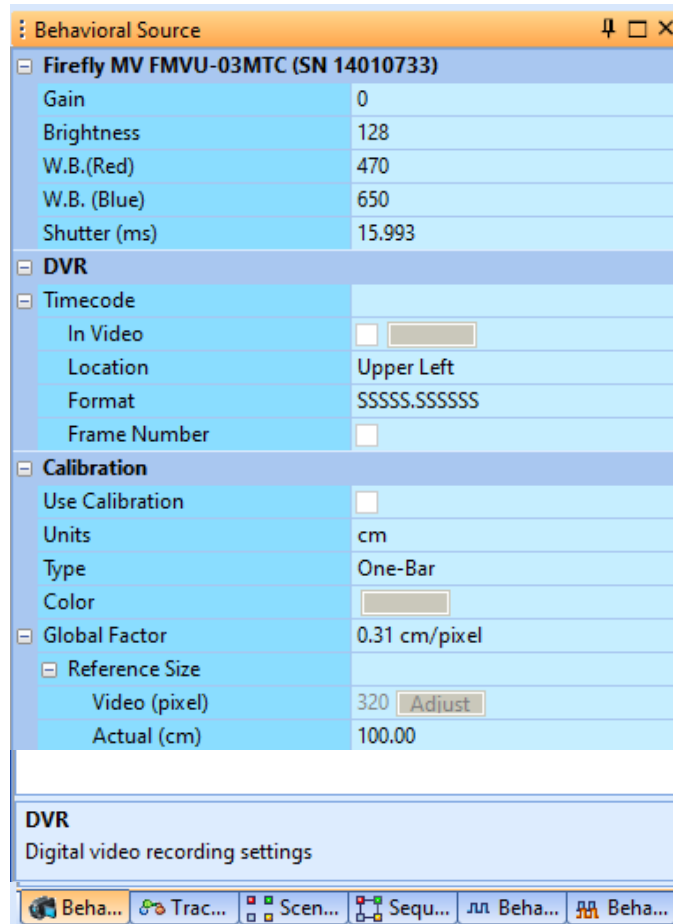 Behavioral Source
Firefly MV FMVU-03MTC (SN 14010733)
Gain 0
Brightness 128
W.B.(Red) 470
W.B. (Blue) 650
Shutter (ms) 15.993
DVR
Timecode
In Video
Location Upper Left
Format SSSSS.SSSSSS
Frame Number
Calibration
Use Calibration
Units cm
Type One-Bar
Color
Global Factor 0.31 cm/pixel
Reference Size
Video (pixel) 320 Adjust
Actual (cm) 100.00
DVR
Digital video recording settings
Beha... Trac... Scen... Sequ... Beha... Beha...